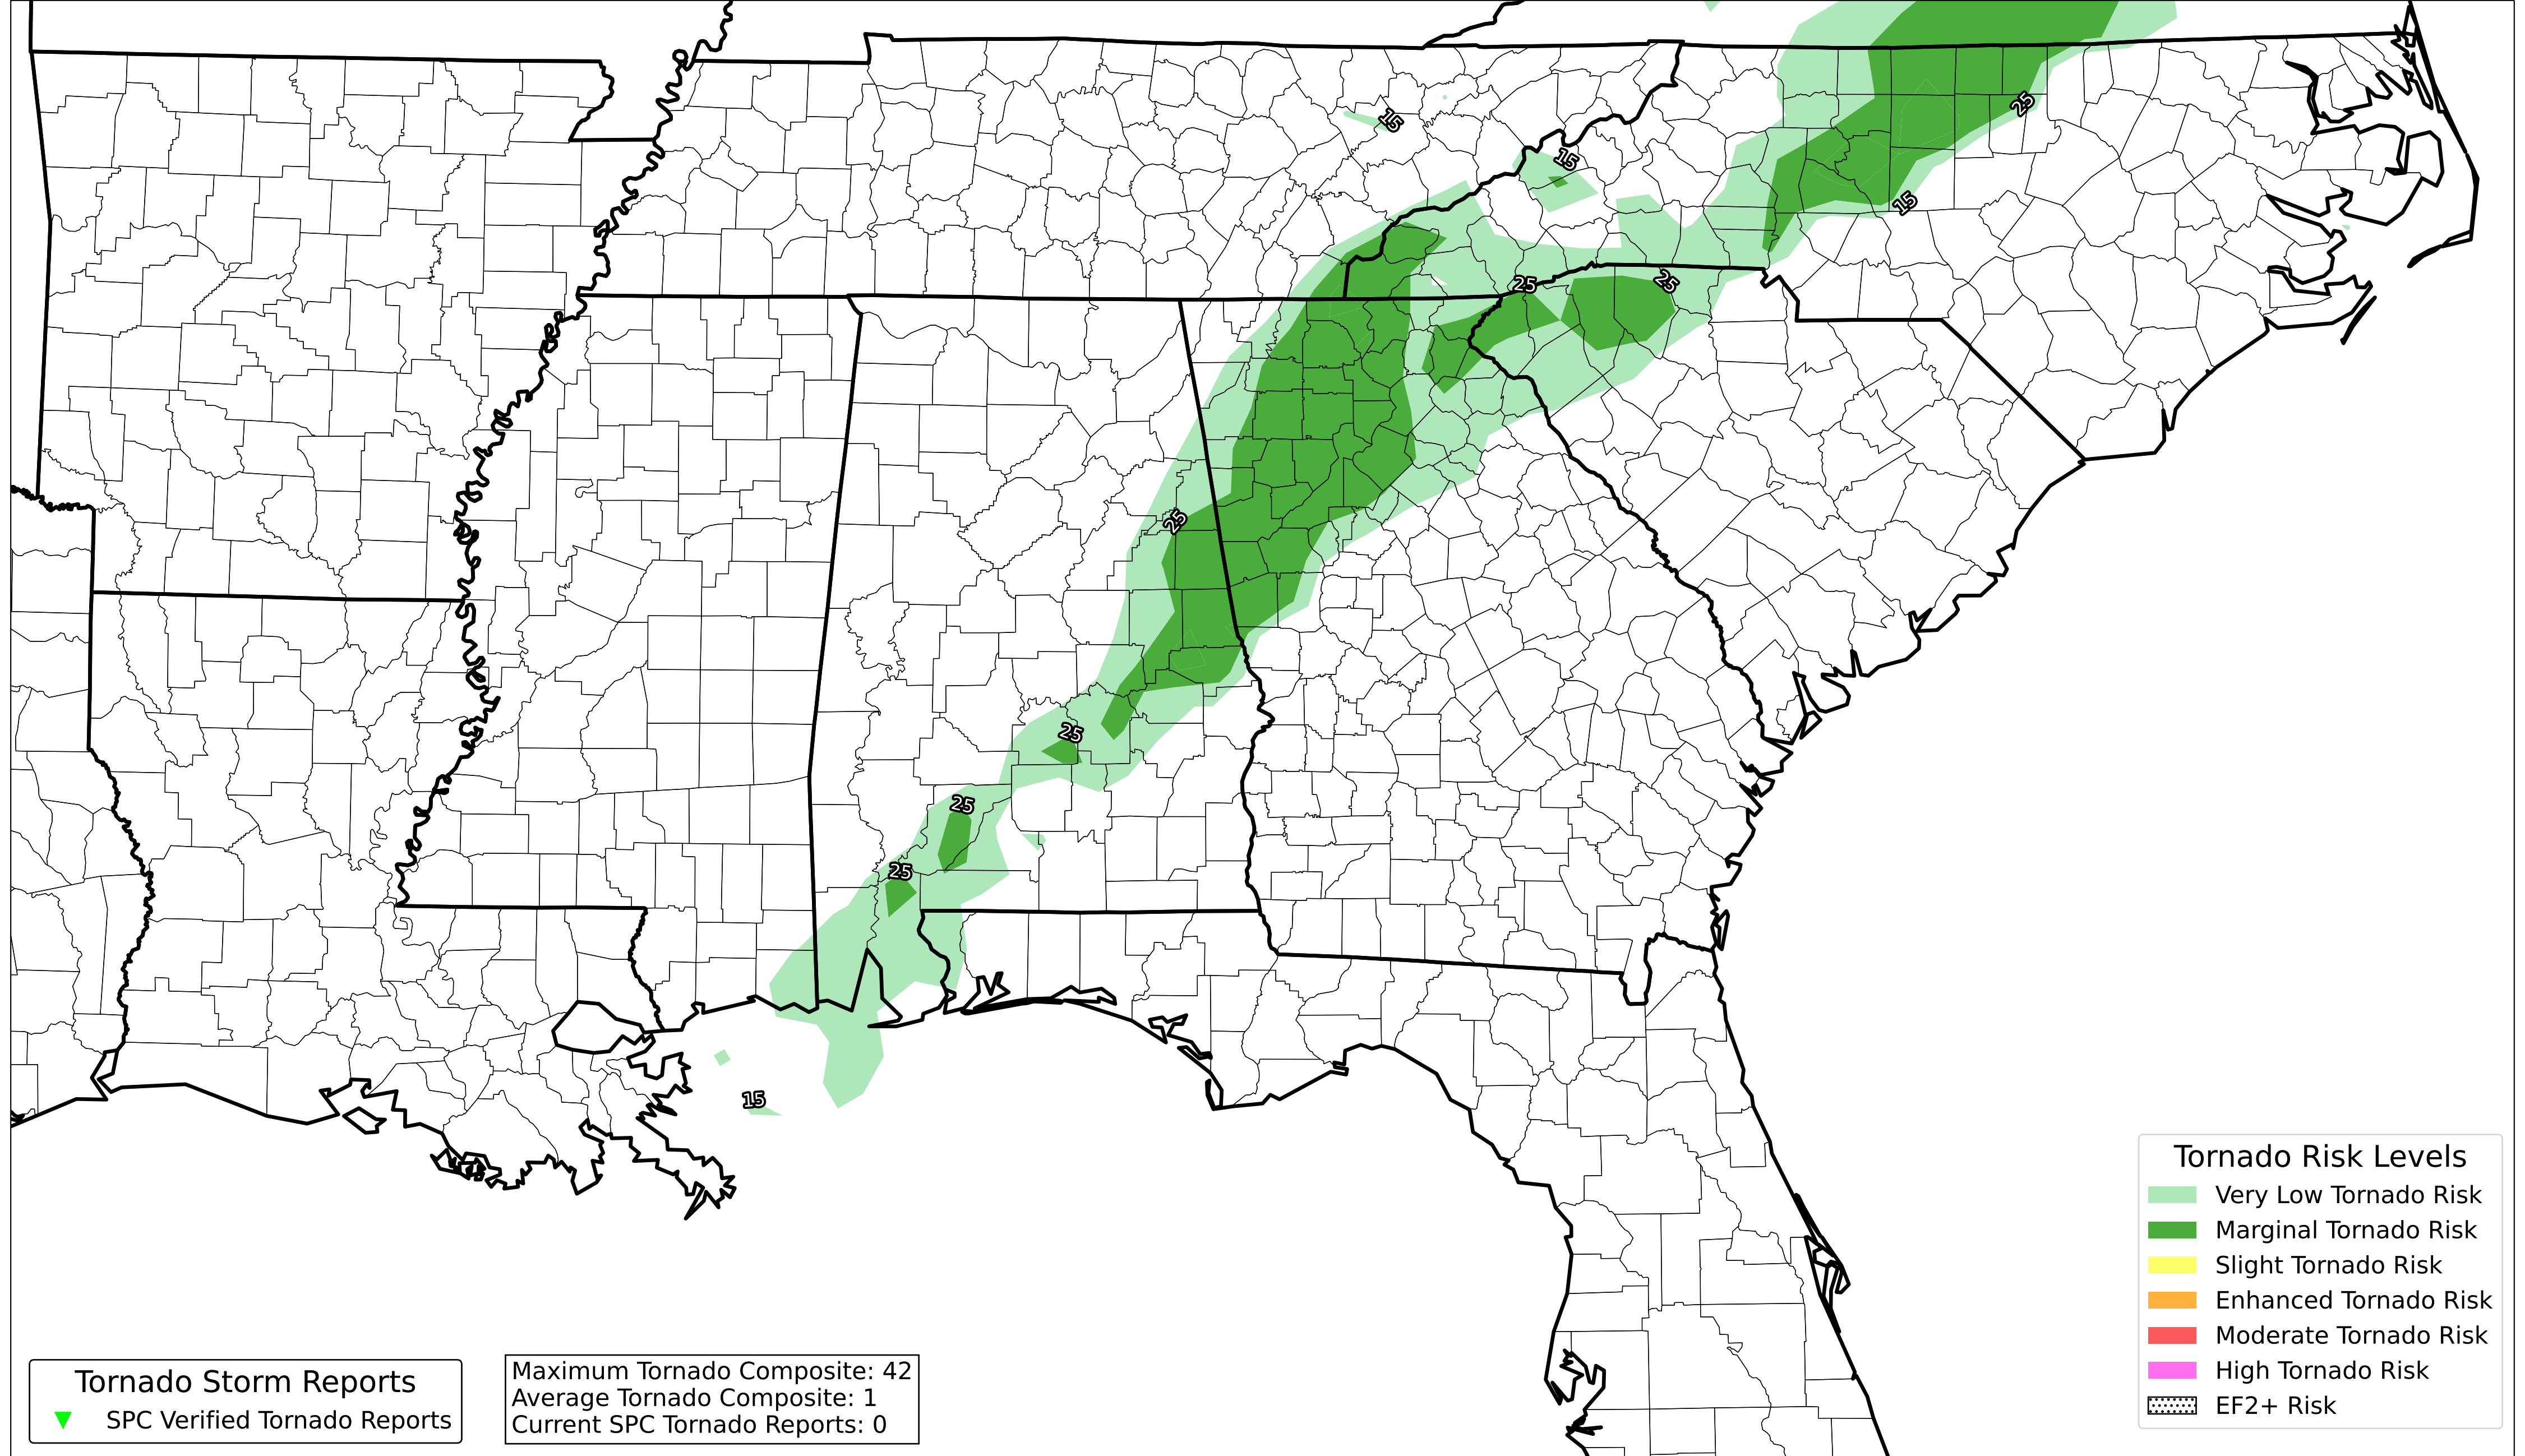 25
15
15
15
25
25
25
25
25
25
15
Tornado Risk Levels
Very Low Tornado Risk
Marginal Tornado Risk
Slight Tornado Risk
Enhanced Tornado Risk
Moderate Tornado Risk
High Tornado Risk
EF2+ Risk
Tornado Storm Reports
SPC Verified Tornado Reports
Maximum Tornado Composite: 42
Average Tornado Composite: 1
Current SPC Tornado Reports: 0